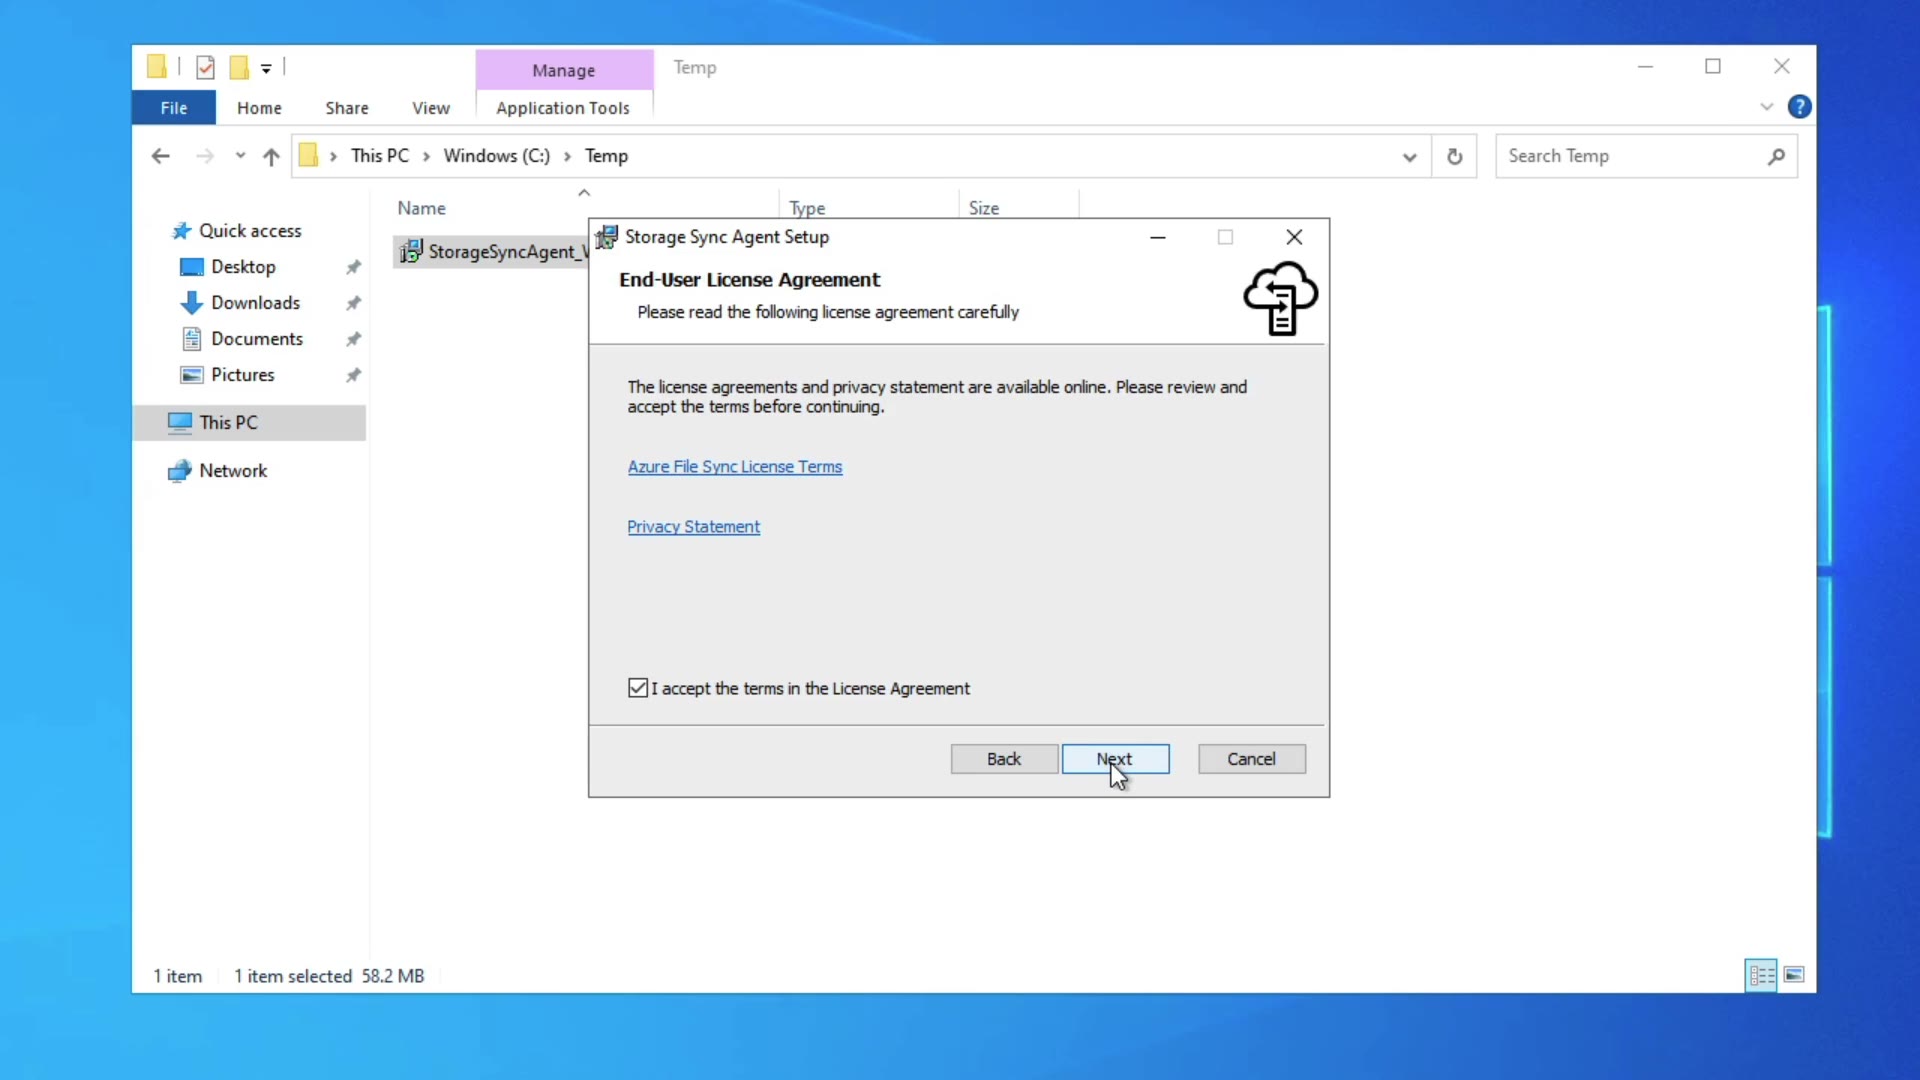 Manage
Temp
File
Home
Share
View
Application Tools
?
This PC
Windows (C:)
Temp
Search Temp
Name
Type
Size
Quick access
Desktop
Downloads
Documents
Pictures
This PC
Network
StorageSyncAgent_
Storage Sync Agent Setup
End-User License Agreement
Please read the following license agreement carefully
The license agreements and privacy statement are available online. Please review and
accept the terms before continuing.
Azure File Sync License Terms
Privacy Statement
I accept the terms in the License Agreement
Back
Next
Cancel
1 item
1 item selected 58.2 MB